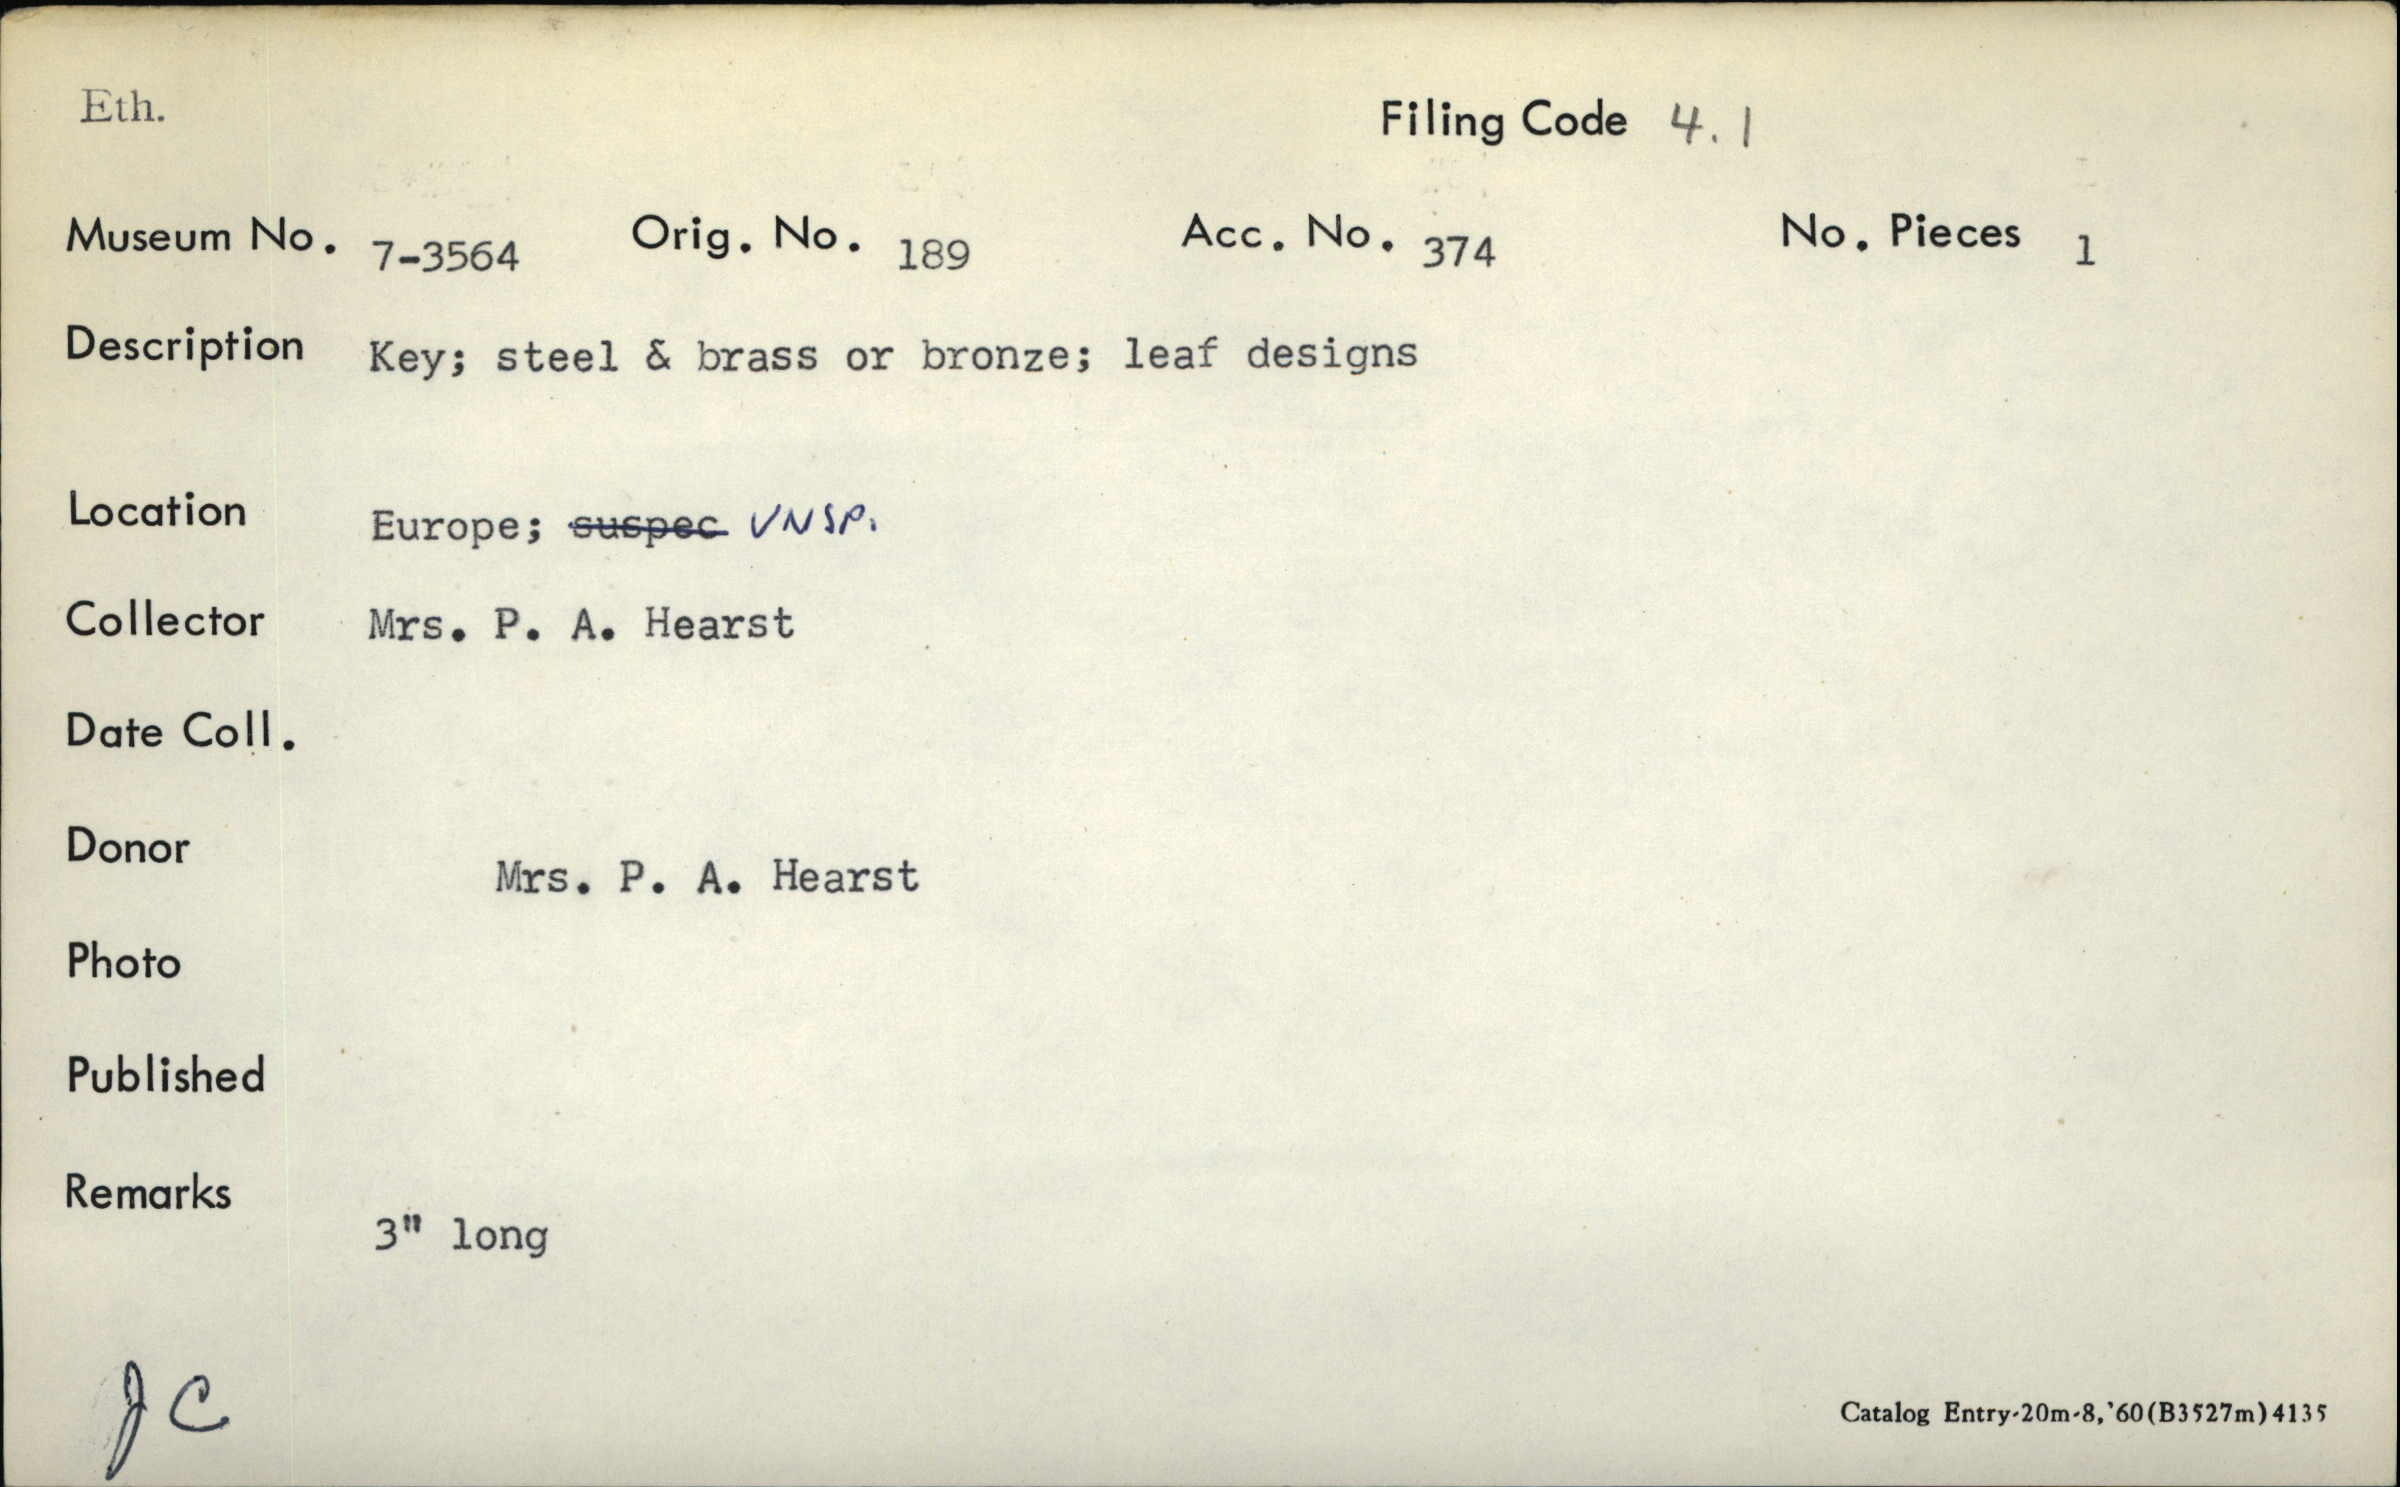 Eth.
Filing Code 4.1
Museum No. 7-3564 Orig. No. 189 Acc. No. 374 No. Pieces 1
Description Key; steel & brass or bronze; leaf designs
Location Europe; suspec UNSP.
Collector Mrs. P. A. Hearst
Date Coll.
Donor Mrs. P. A. Hearst
Photo
Published
Remarks
3" long
JC
Catalog Entry-20m-8,'60(B3527m)4135